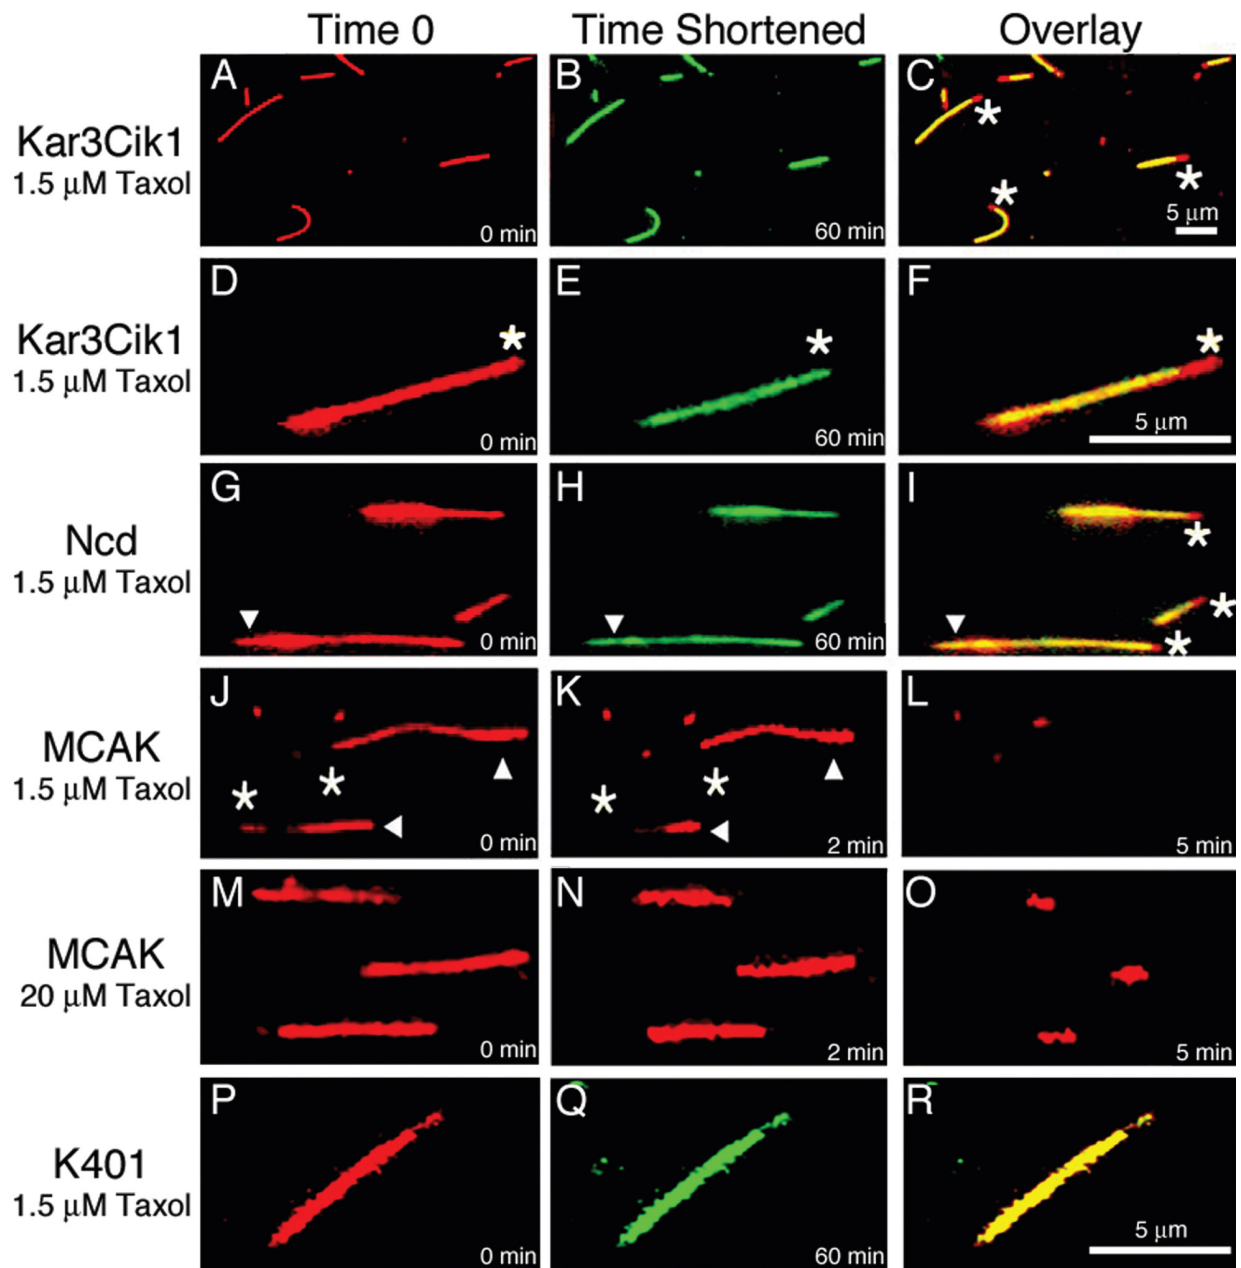 Time 0 Time Shortened Overlay
A B C
Kar3Cik1
1.5 μM Taxol
5 μm
0 min 60 min
D E F
Kar3Cik1
1.5 μM Taxol
5 μm
0 min 60 min
G H I
Ncd
1.5 μM Taxol
0 min 60 min
J K L
MCAK
1.5 μM Taxol
0 min 2 min 5 min
M N O
MCAK
20 μM Taxol
0 min 2 min 5 min
P Q R
K401
1.5 μM Taxol
5 μm
0 min 60 min